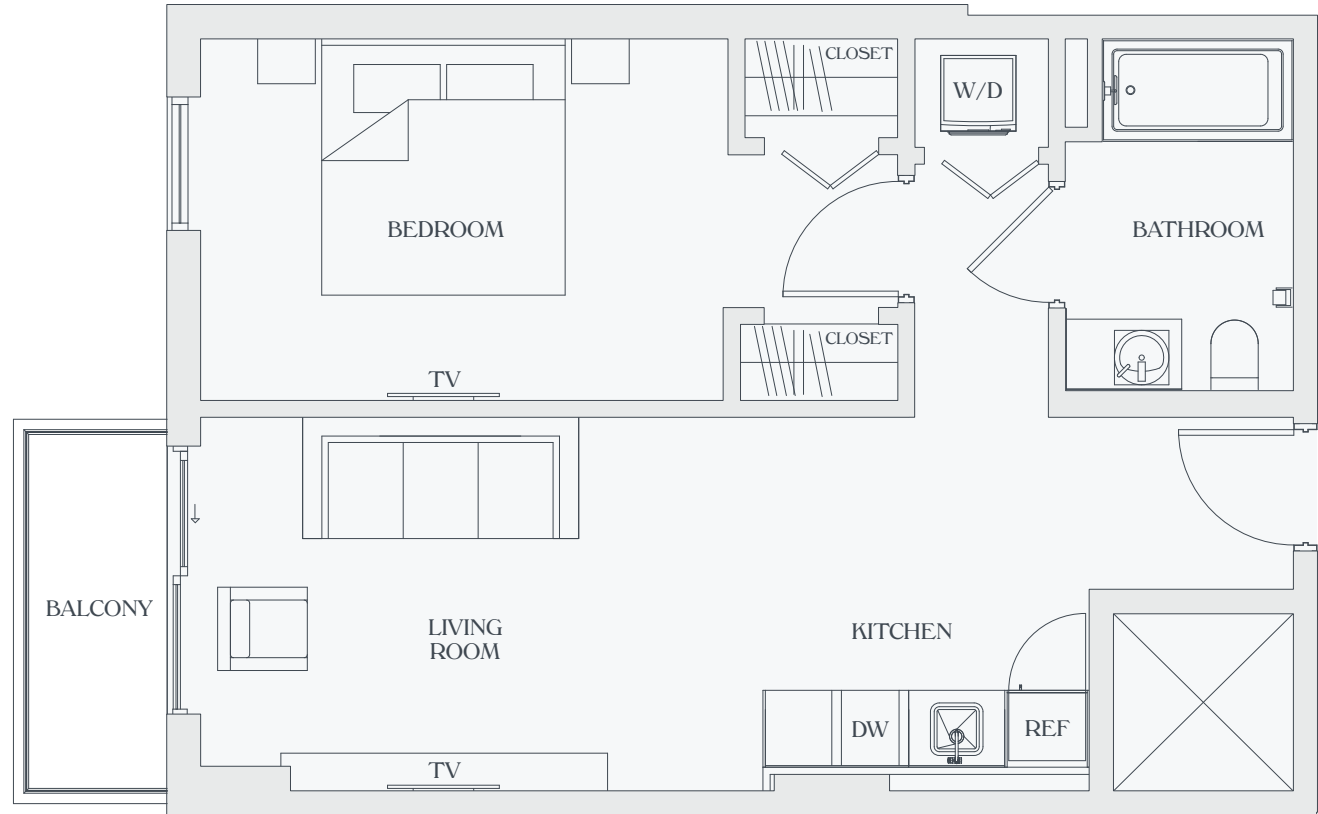 CLOSET
W/D
BEDROOM
BATHROOM
CLOSET
TV
BALCONY
LIVING
ROOM
KITCHEN
DW
REF
TV